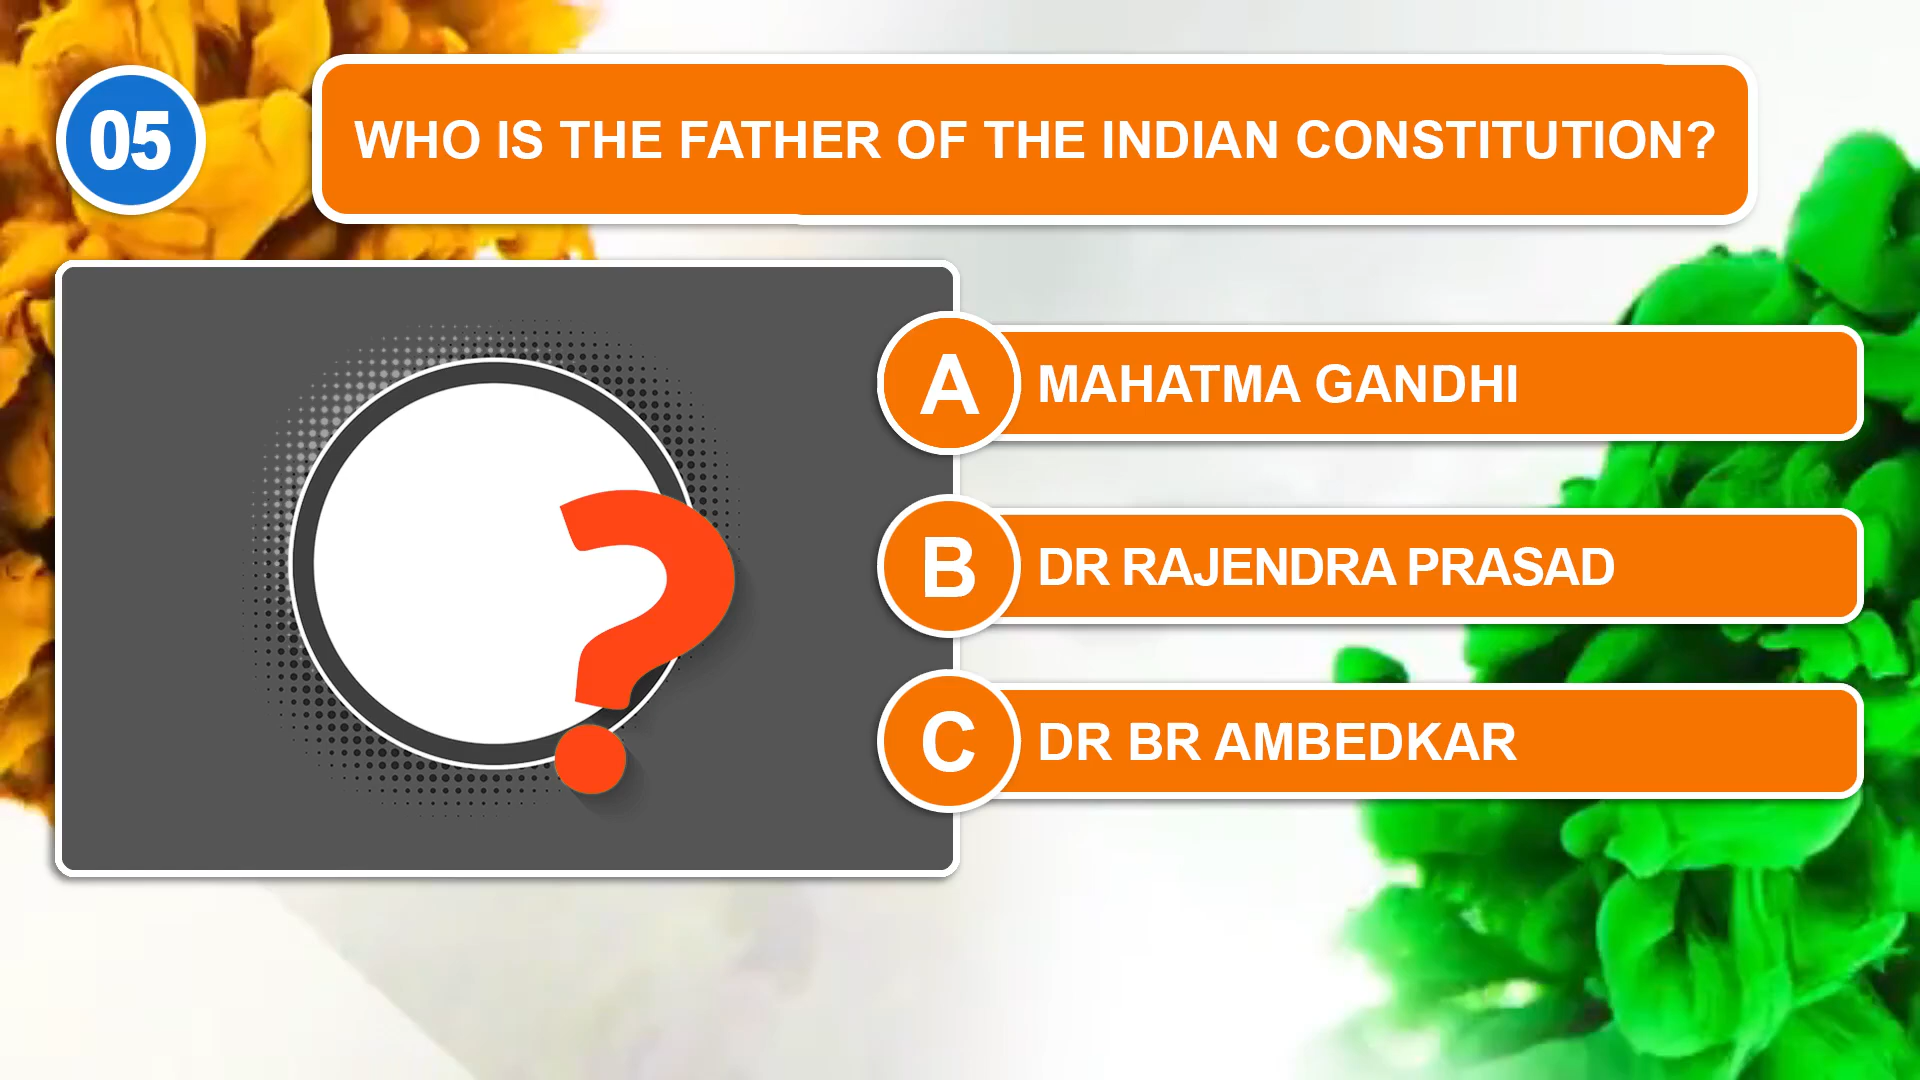 05
WHO IS THE FATHER OF THE INDIAN CONSTITUTION?
?
A MAHATMA GANDHI
B DR RAJENDRA PRASAD
C DR BR AMBEDKAR